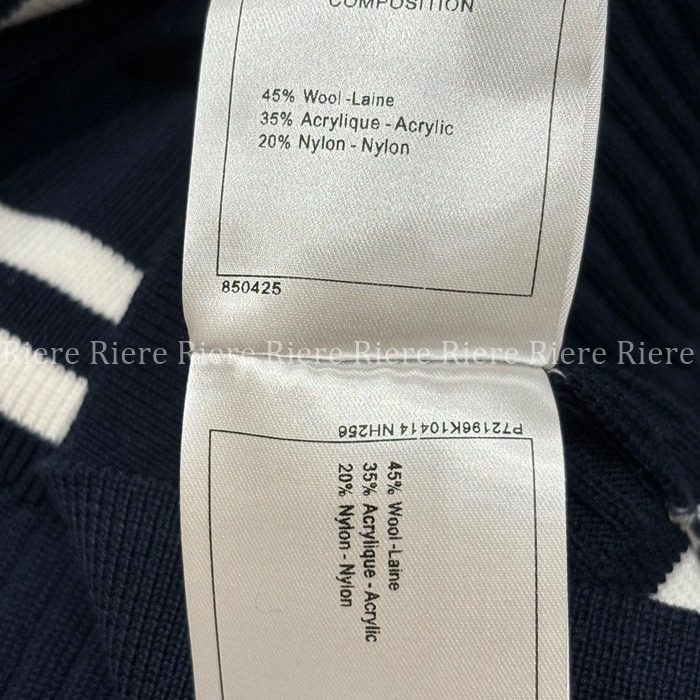 COMPOSITION
45% Wool -Laine
35% Acrylique - Acrylic
20% Nylon - Nylon
850425
Riere Riere Riere Riere Riere Riere Riere Riere
P72196K10414 NH256
45% Wool -Laine
35% Acrylique - Acrylic
20% Nylon - Nylon